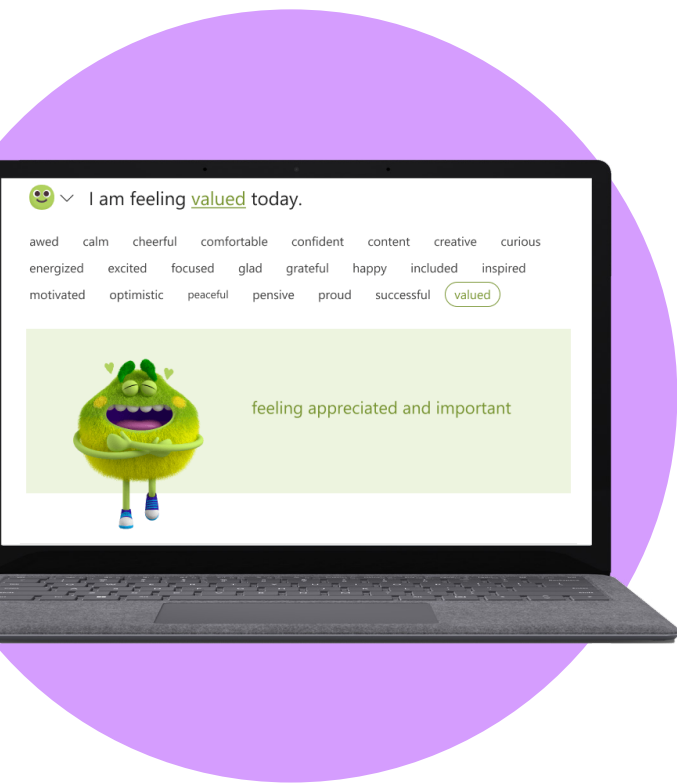 I am feeling valued today.
awed calm cheerful comfortable confident content creative curious
energized excited focused glad grateful happy included inspired
motivated optimistic peaceful pensive proud successful valued
feeling appreciated and important